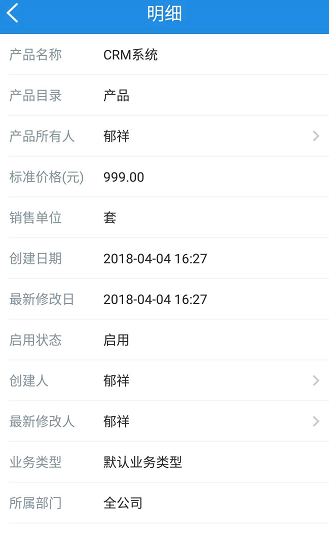 明细
产品名称 CRM系统
产品目录 产品
产品所有人 郁祥
标准价格(元) 999.00
销售单位 套
创建日期 2018-04-04 16:27
最新修改日 2018-04-04 16:27
启用状态 启用
创建人 郁祥
最新修改人 郁祥
业务类型 默认业务类型
所属部门 全公司